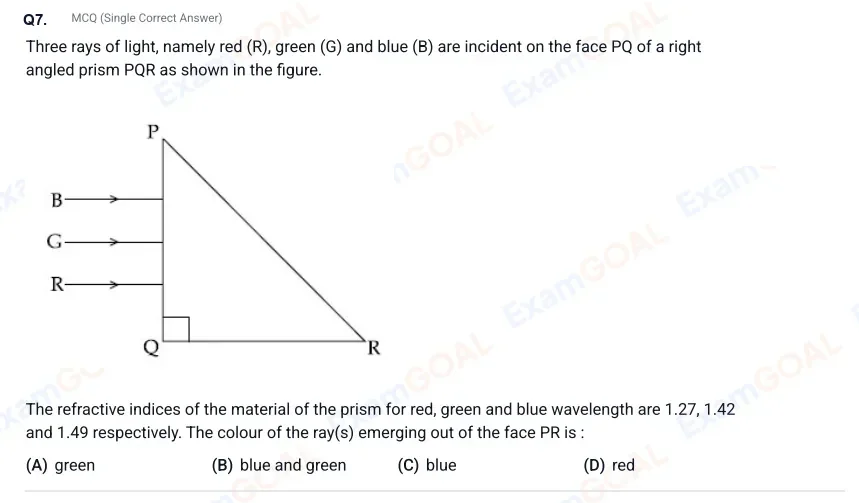 Q7. MCQ (Single Correct Answer)
Three rays of light, namely red (R), green (G) and blue (B) are incident on the face PQ of a right
angled prism PQR as shown in the figure.
P
B
G
R
Q
R
The refractive indices of the material of the prism for red, green and blue wavelength are 1.27, 1.42
and 1.49 respectively. The colour of the ray(s) emerging out of the face PR is :
(A) green (B) blue and green (C) blue (D) red
ExamGOAL
ExamGOAL
ExamGOAL